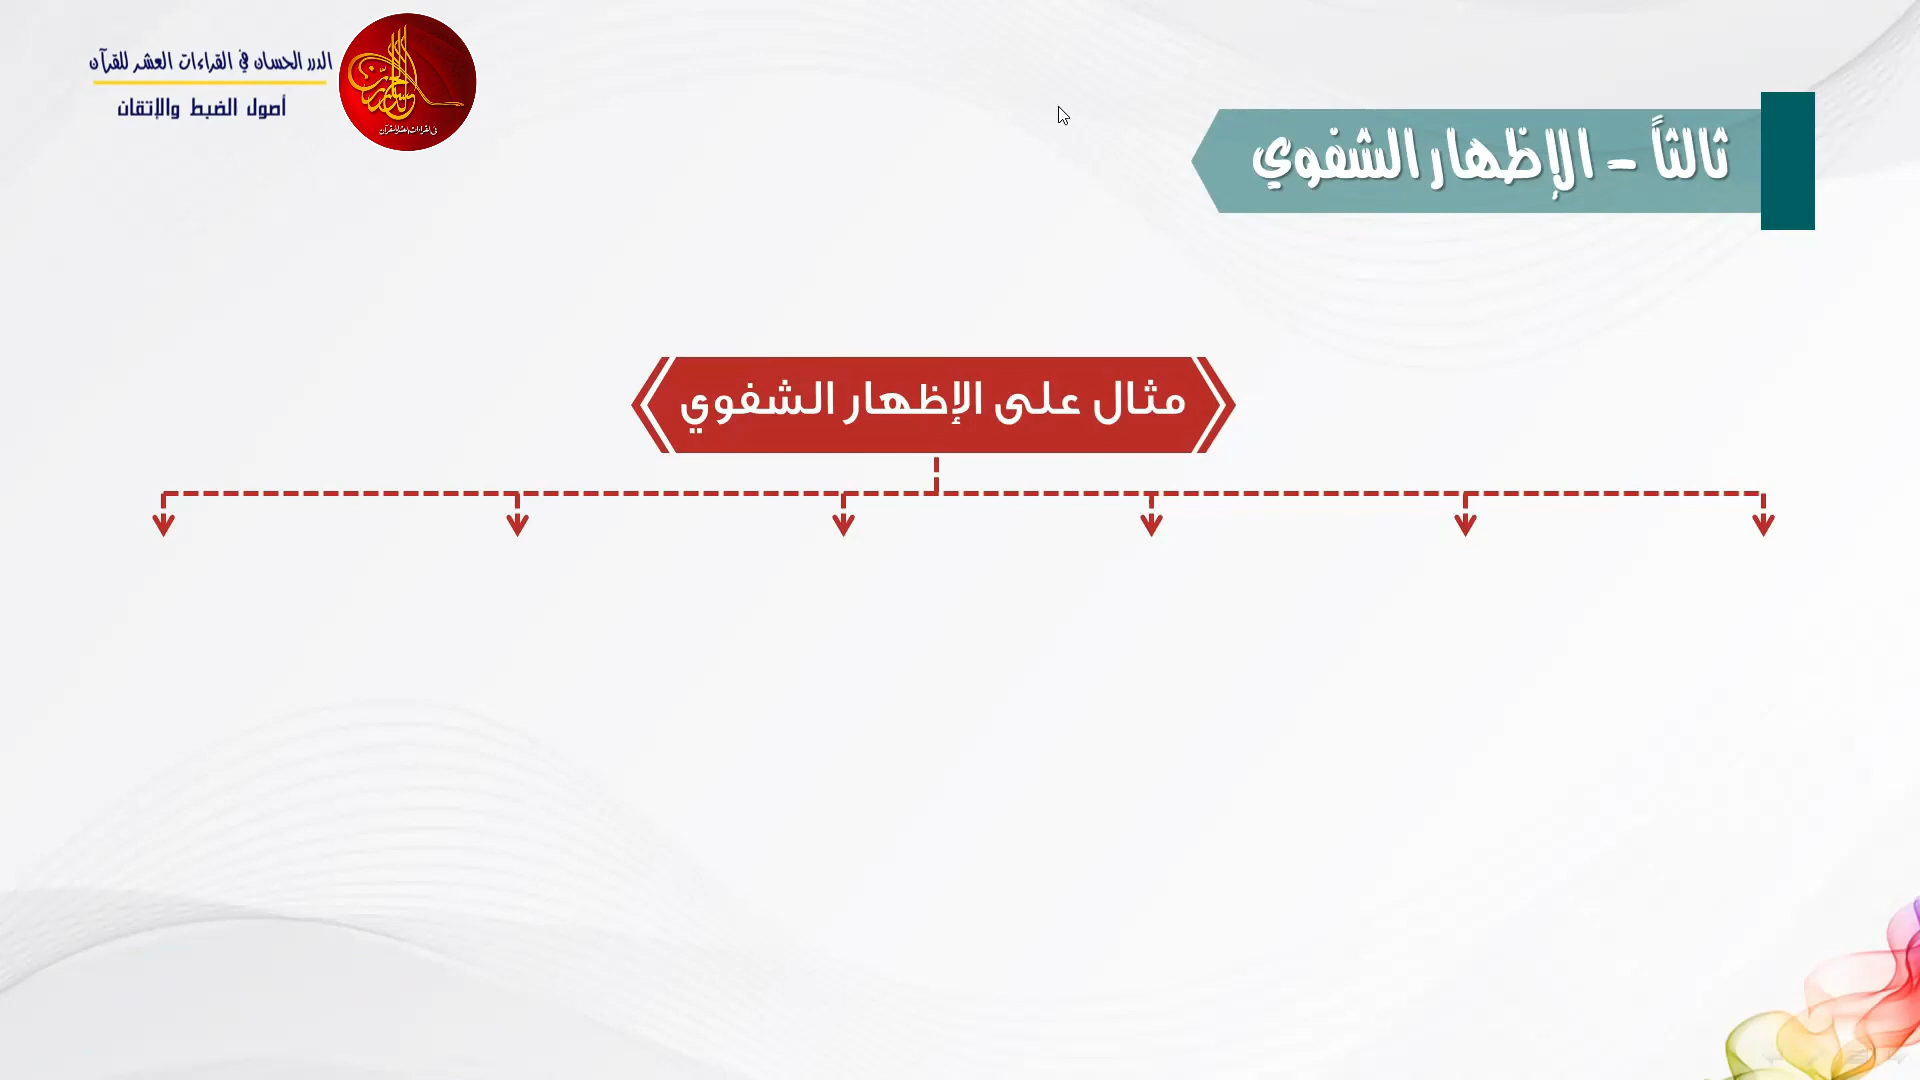 الدرر الحسان في القراءات العشر للقرآن
أصول الضبط والإتقان
ثالثاً - الإظهار الشفوي
مثال على الإظهار الشفوي